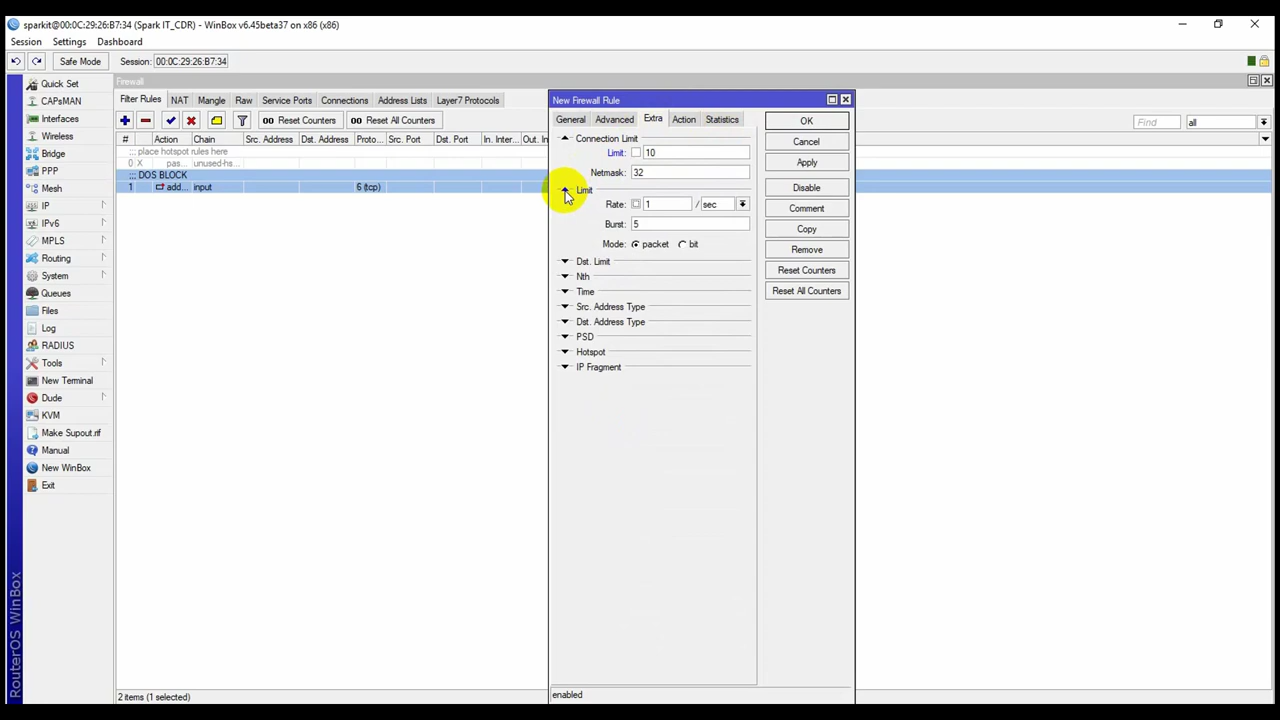 sparkit@00:0C:29:26:B7:34 (Spark IT_CDR) - WinBox v6.45beta37 on x86 (x86)
Session Settings Dashboard
Safe Mode Session: 00:0C:29:26:B7:34
Quick Set
CAPsMAN
Interfaces
Wireless
Bridge
PPP
Mesh
IP
IPv6
MPLS
Routing
System
Queues
Files
Log
RADIUS
Tools
New Terminal
Dude
KVM
Make Supout.rif
Manual
New WinBox
Exit
RouterOS WinBox
Firewall
Filter Rules NAT Mangle Raw Service Ports Connections Address Lists Layer7 Protocols
00 Reset Counters 00 Reset All Counters Find all
# Action Chain Src. Address Dst. Address Proto... Src. Port Dst. Port In. Inter... Out. In
::: place hotspot rules here
0 X pas... unused-hs...
::: DOS BLOCK
1 add... input 6 (tcp)
2 items (1 selected)
New Firewall Rule
General Advanced Extra Action Statistics
Connection Limit
Limit: 10
Netmask: 32
Limit
Rate: 1 / sec
Burst: 5
Mode: packet bit
Dst. Limit
Nth
Time
Src. Address Type
Dst. Address Type
PSD
Hotspot
IP Fragment
OK
Cancel
Apply
Disable
Comment
Copy
Remove
Reset Counters
Reset All Counters
enabled